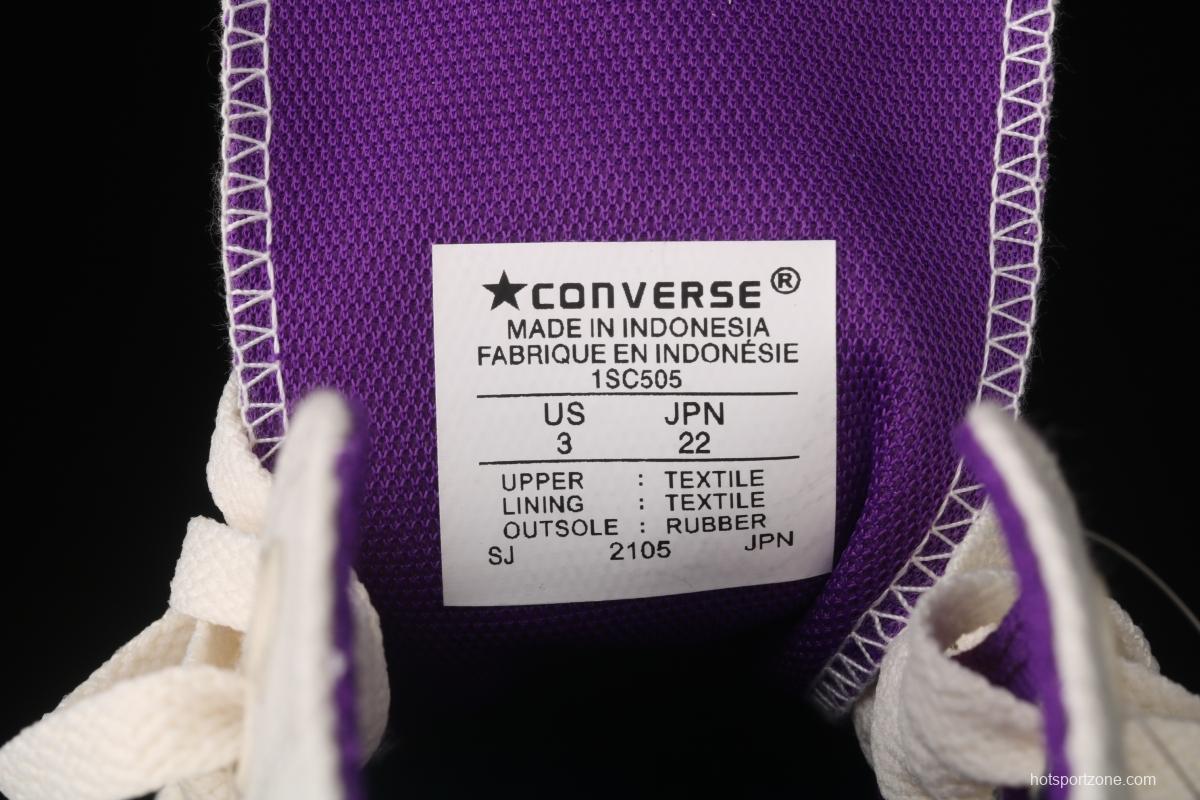 ★CONVERSE®
MADE IN INDONESIA
FABRIQUE EN INDONÉSIE
1SC505
US JPN
3 22
UPPER : TEXTILE
LINING : TEXTILE
OUTSOLE : RUBBER
SJ 2105 JPN
hotsportzone.com